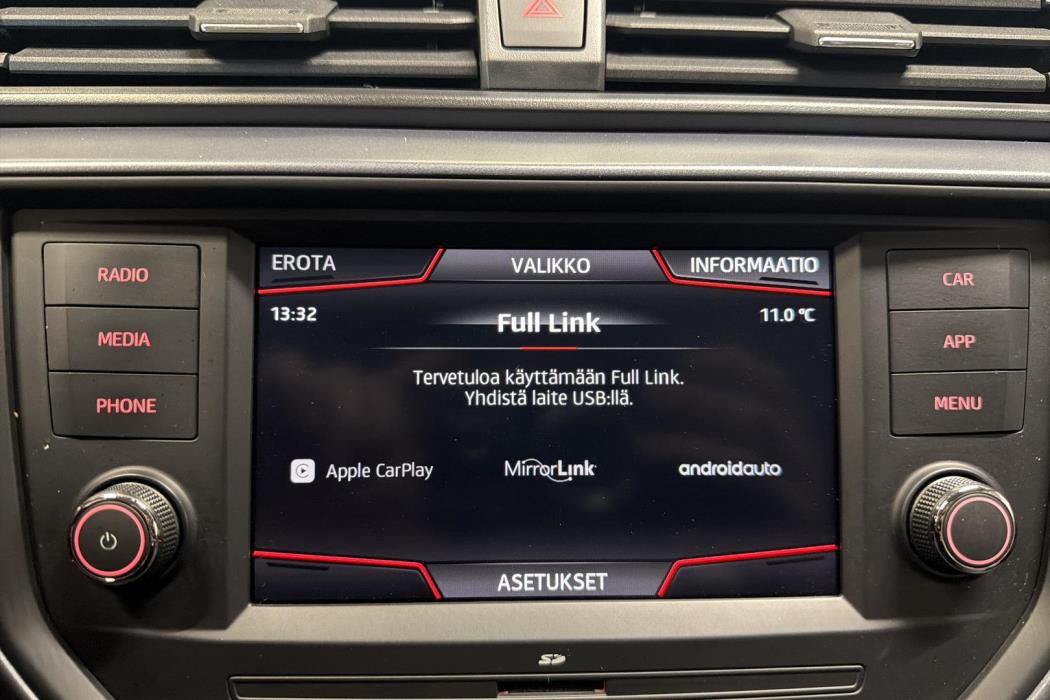 EROTA
VALIKKO
INFORMAATIO
RADIO
13:32
Full Link
11.0 °C
CAR
MEDIA
Tervetuloa käyttämään Full Link.
Yhdistä laite USB:llä.
APP
PHONE
MENU
Apple CarPlay
MirrorLink
androidauto
ASETUKSET
SD